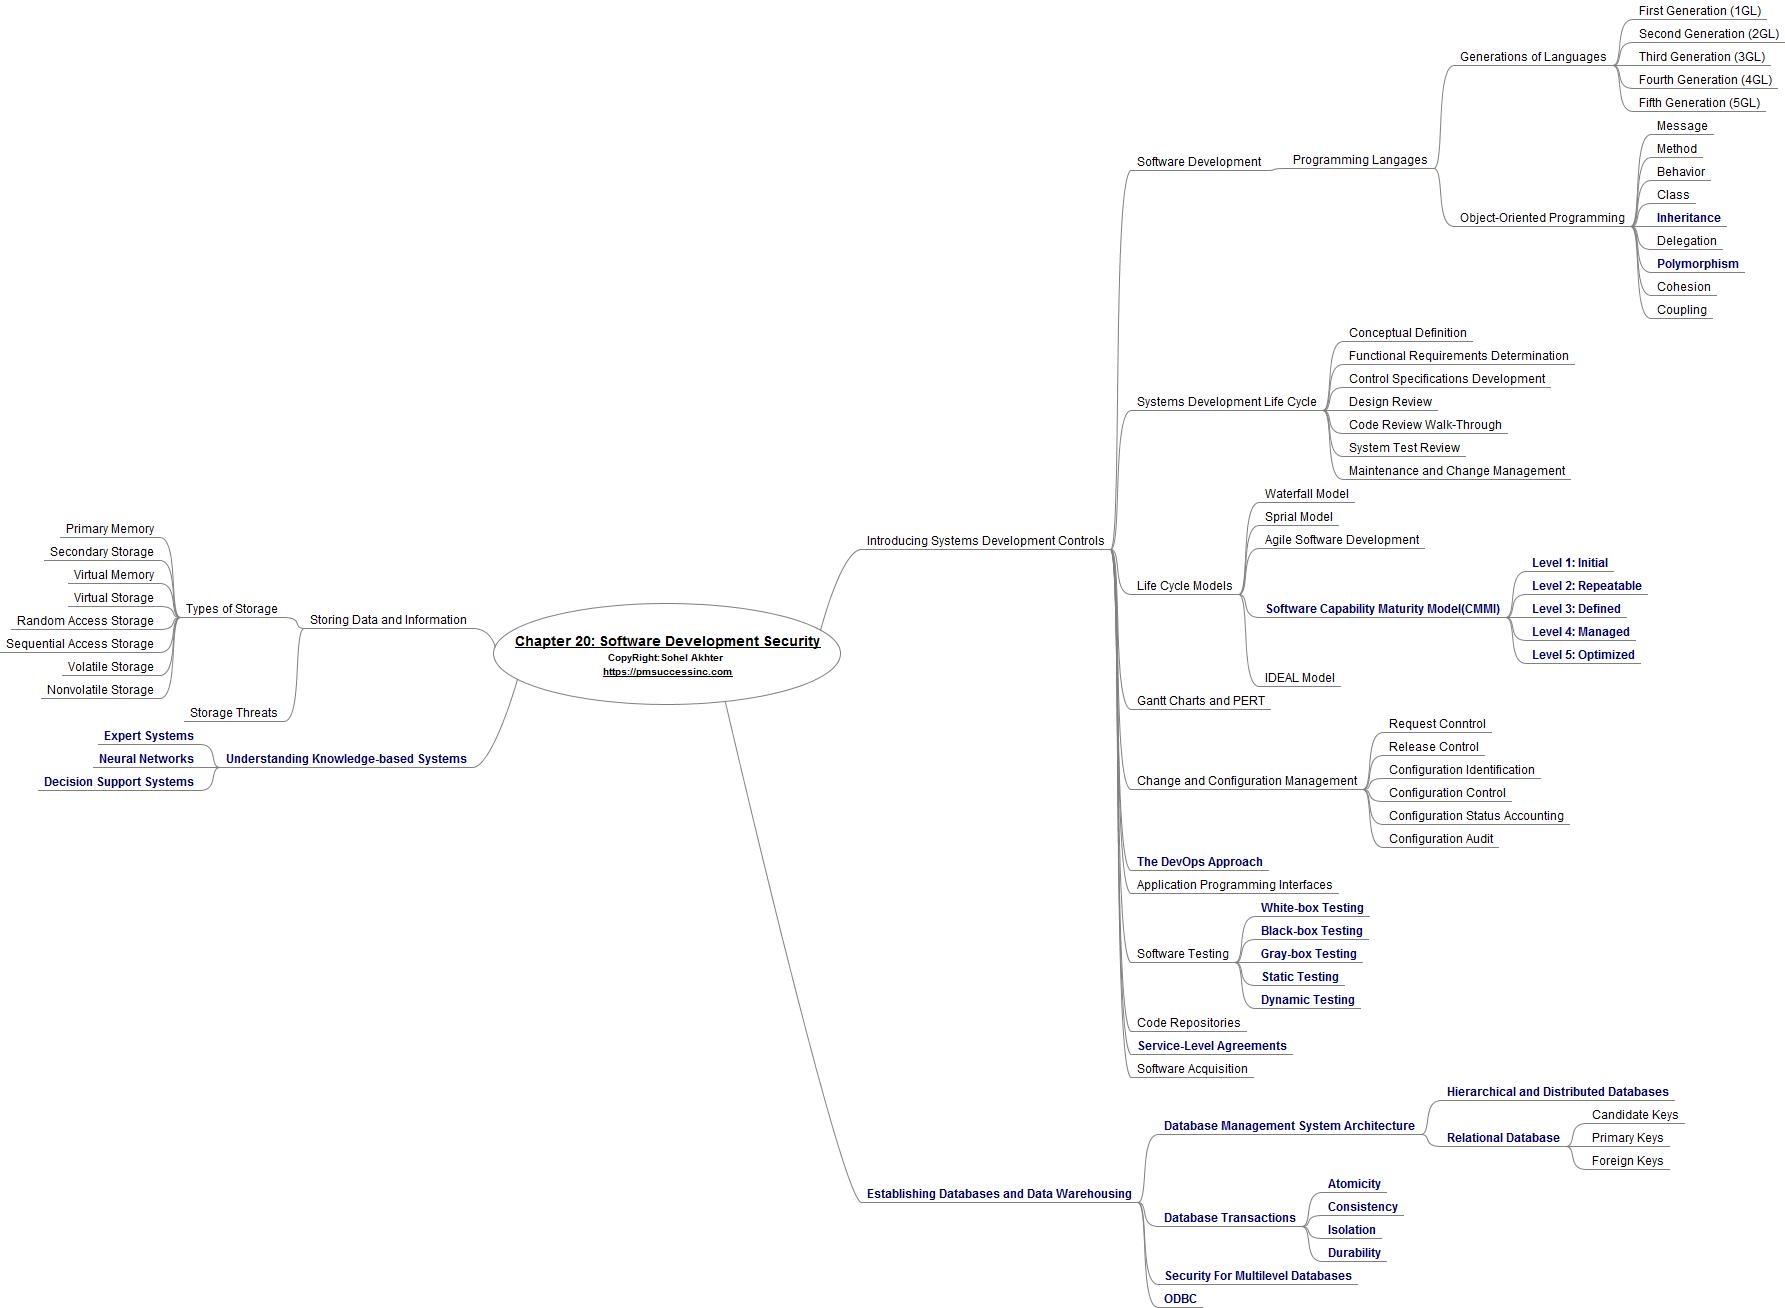 Chapter 20: Software Development Security
CopyRight: Sohel Akhter
https://pmsuccessinc.com
Introducing Systems Development Controls
Software Development
Programming Langages
Generations of Languages
First Generation (1GL)
Second Generation (2GL)
Third Generation (3GL)
Fourth Generation (4GL)
Fifth Generation (5GL)
Object-Oriented Programming
Message
Method
Behavior
Class
Inheritance
Delegation
Polymorphism
Cohesion
Coupling
Systems Development Life Cycle
Conceptual Definition
Functional Requirements Determination
Control Specifications Development
Design Review
Code Review Walk-Through
System Test Review
Maintenance and Change Management
Life Cycle Models
Waterfall Model
Sprial Model
Agile Software Development
Software Capability Maturity Model(CMMI)
Level 1: Initial
Level 2: Repeatable
Level 3: Defined
Level 4: Managed
Level 5: Optimized
IDEAL Model
Gantt Charts and PERT
Change and Configuration Management
Request Conntrol
Release Control
Configuration Identification
Configuration Control
Configuration Status Accounting
Configuration Audit
The DevOps Approach
Application Programming Interfaces
Software Testing
White-box Testing
Black-box Testing
Gray-box Testing
Static Testing
Dynamic Testing
Code Repositories
Service-Level Agreements
Software Acquisition
Establishing Databases and Data Warehousing
Database Management System Architecture
Hierarchical and Distributed Databases
Relational Database
Candidate Keys
Primary Keys
Foreign Keys
Database Transactions
Atomicity
Consistency
Isolation
Durability
Security For Multilevel Databases
ODBC
Storing Data and Information
Types of Storage
Primary Memory
Secondary Storage
Virtual Memory
Virtual Storage
Random Access Storage
Sequential Access Storage
Volatile Storage
Nonvolatile Storage
Storage Threats
Understanding Knowledge-based Systems
Expert Systems
Neural Networks
Decision Support Systems